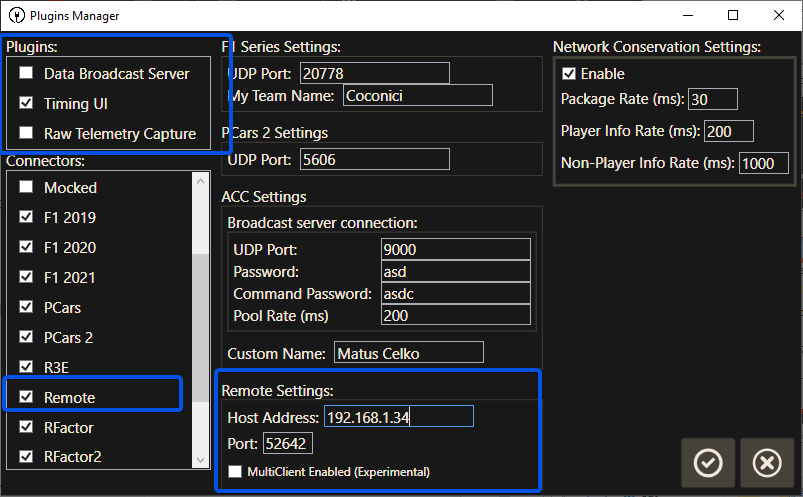 Plugins Manager
Plugins:
Data Broadcast Server
Timing UI
Raw Telemetry Capture
Connectors:
Mocked
F1 2019
F1 2020
F1 2021
PCars
PCars 2
R3E
Remote
RFactor
RFactor2
F1 Series Settings:
UDP Port: 20778
My Team Name: Coconici
PCars 2 Settings
UDP Port: 5606
ACC Settings
Broadcast server connection:
UDP Port: 9000
Password: asd
Command Password: asdc
Pool Rate (ms) 200
Custom Name: Matus Celko
Remote Settings:
Host Address: 192.168.1.34
Port: 52642
MultiClient Enabled (Experimental)
Network Conservation Settings:
Enable
Package Rate (ms): 30
Player Info Rate (ms): 200
Non-Player Info Rate (ms): 1000